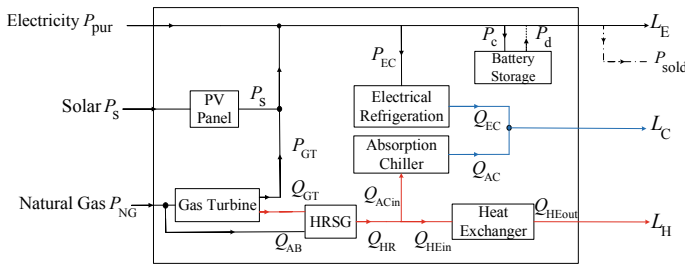 Electricity P_pur
L_E
P_c
P_d
P_EC
Battery
Storage
P_sold
Solar P_s
PV
Panel
P_S
Electrical
Refrigeration
Q_EC
L_C
P_GT
Absorption
Chiller
Q_AC
Natural Gas P_NG
Gas Turbine
Q_GT
Q_ACin
HRSG
Q_AB
Q_HR
Q_HEin
Heat
Exchanger
Q_HEout
L_H